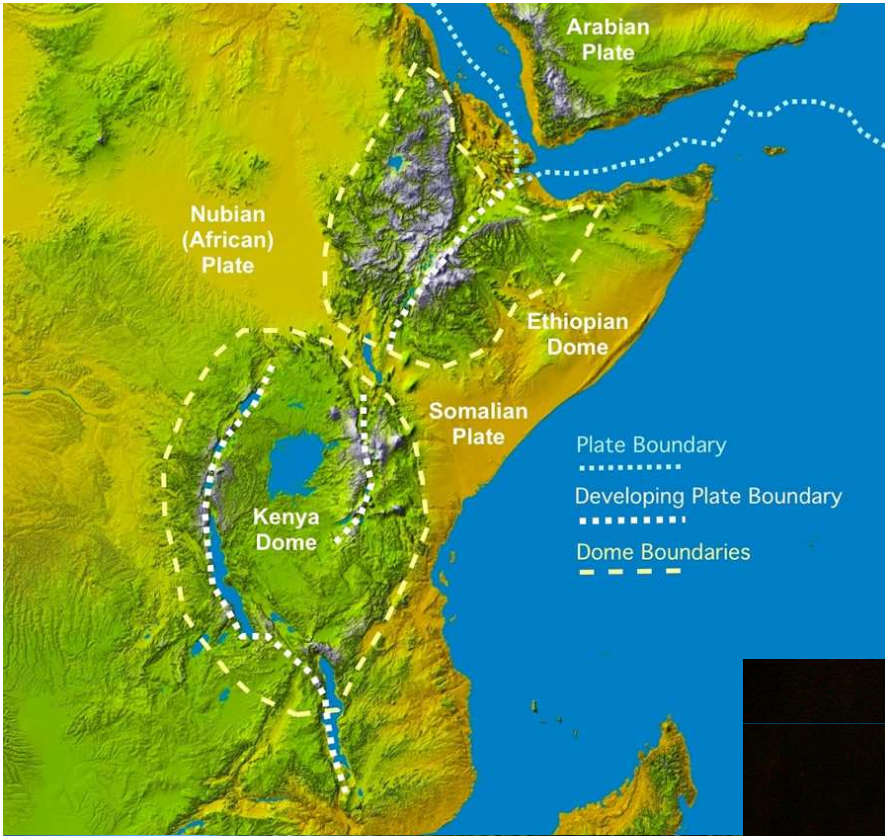 Arabian
Plate
Nubian
(African)
Plate
Ethiopian
Dome
Somalian
Plate
Kenya
Dome
Plate Boundary
Developing Plate Boundary
Dome Boundaries